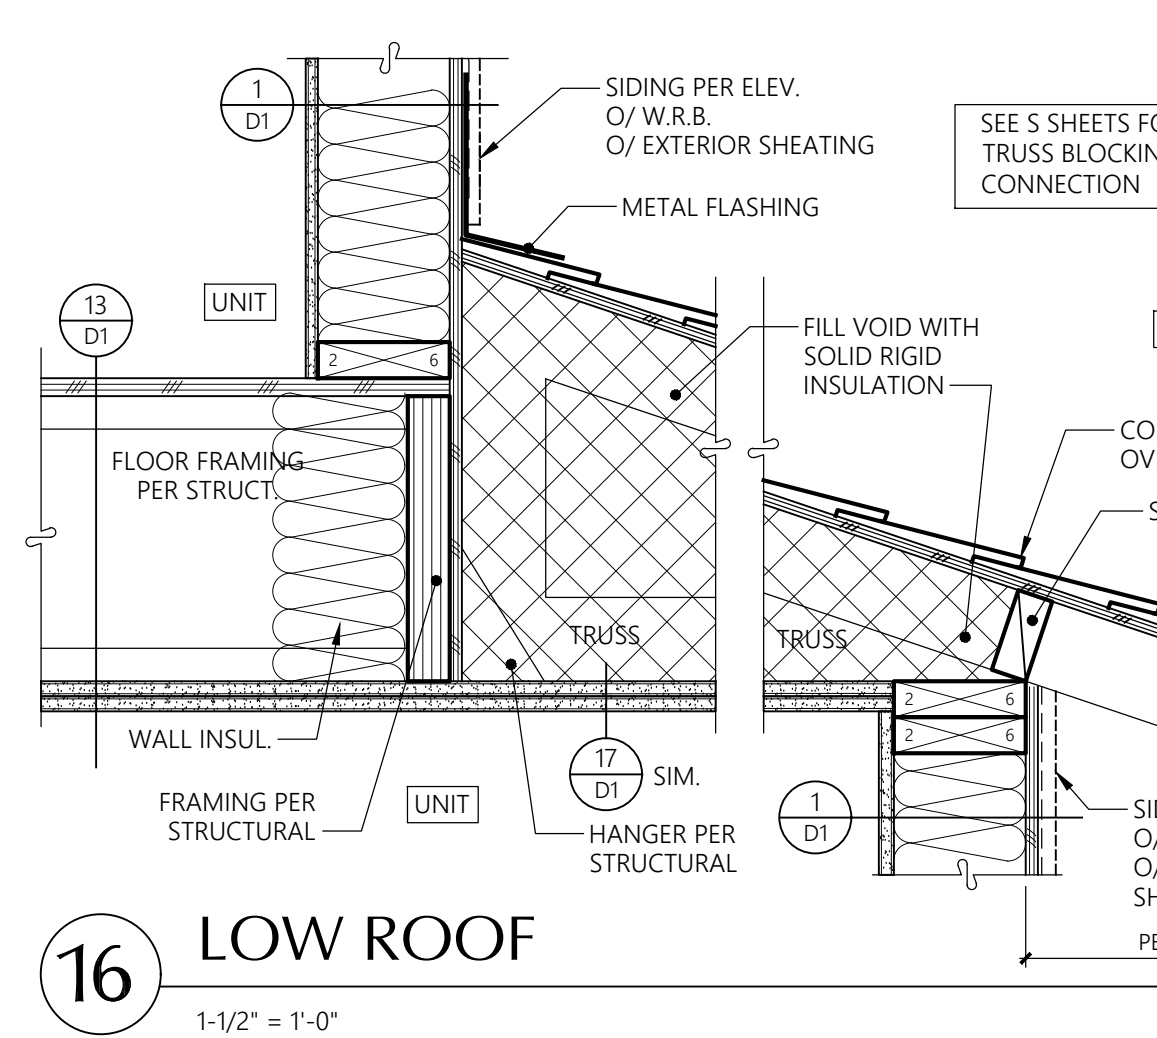 1
D1
SIDING PER ELEV.
O/ W.R.B.
O/ EXTERIOR SHEATING
SEE S SHEETS FO
TRUSS BLOCKIN
CONNECTION
METAL FLASHING
UNIT
13
D1
FILL VOID WITH
SOLID RIGID
INSULATION
2 6
CO
OV
FLOOR FRAMING
PER STRUCT.
S
TRUSS
TRUSS
2 6
2 6
WALL INSUL.
17
D1
SIM.
FRAMING PER
STRUCTURAL
UNIT
HANGER PER
STRUCTURAL
1
D1
SID
O/
O/
SH
PE
16
LOW ROOF
1-1/2" = 1'-0"